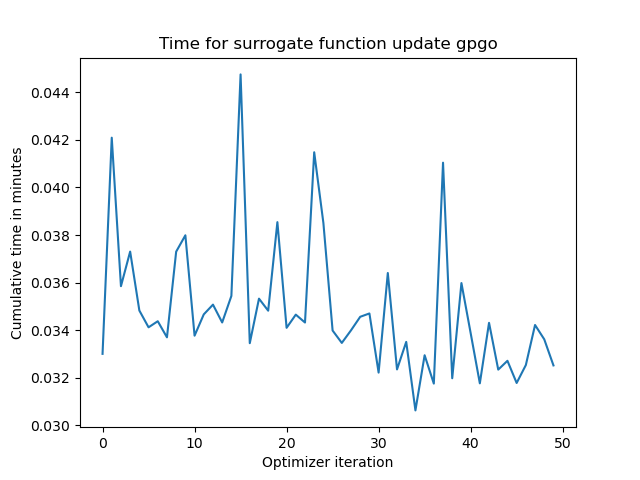 Time for surrogate function update gpgo
0.044
0.042
0.040
0.038
0.036
0.034
0.032
0.030
Cumulative time in minutes
0 10 20 30 40 50
Optimizer iteration